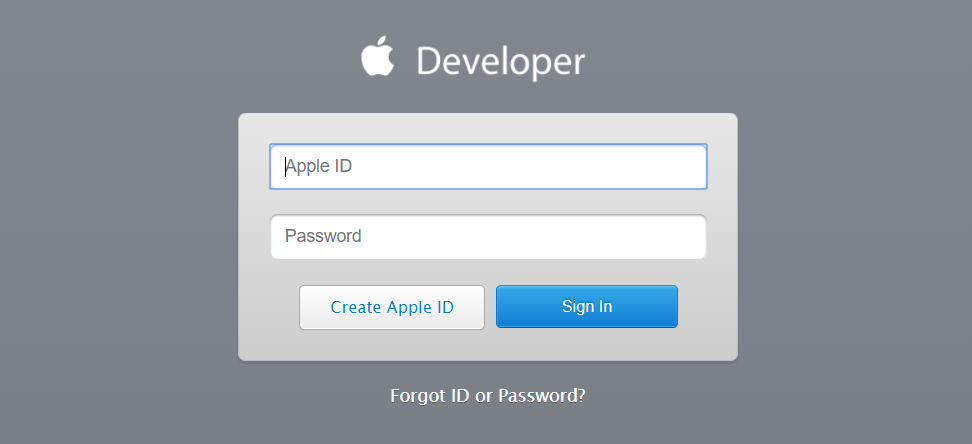 Developer
Apple ID
Password
Create Apple ID
Sign In
Forgot ID or Password?